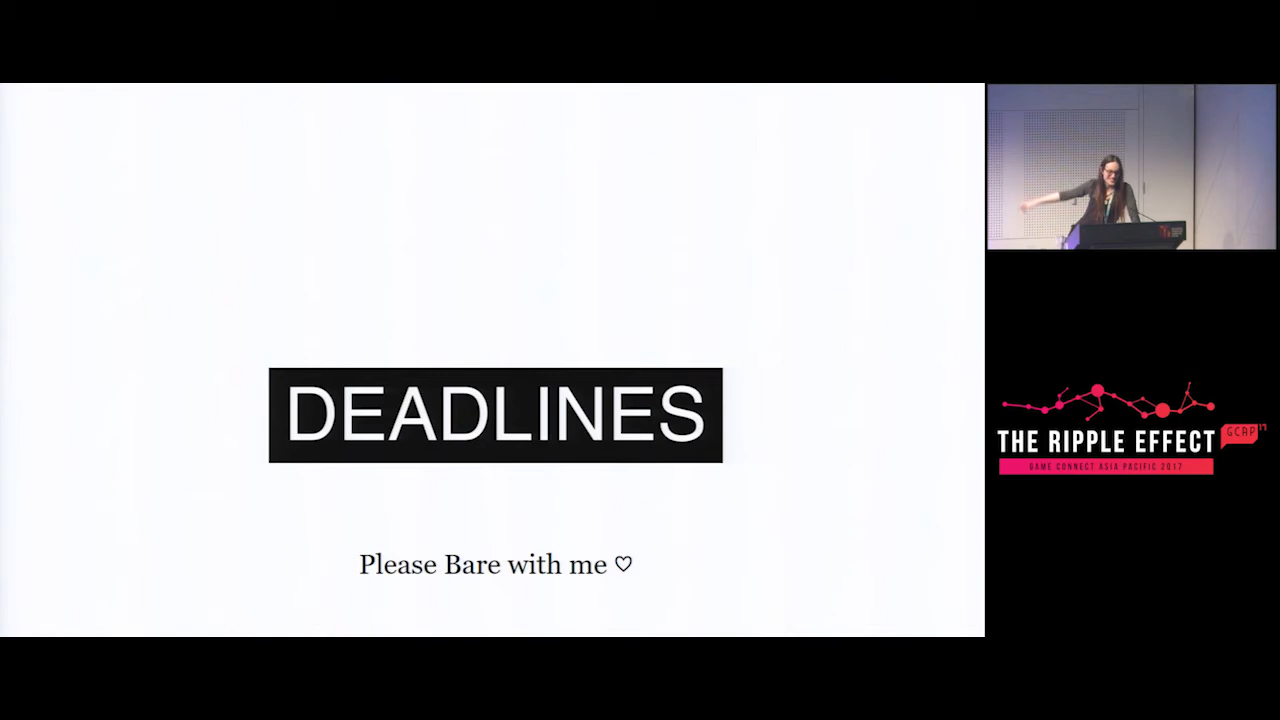 DEADLINES
Please Bare with me ♡
THE RIPPLE EFFECT
GCAP 17
GAME CONNECT ASIA PACIFIC 2017